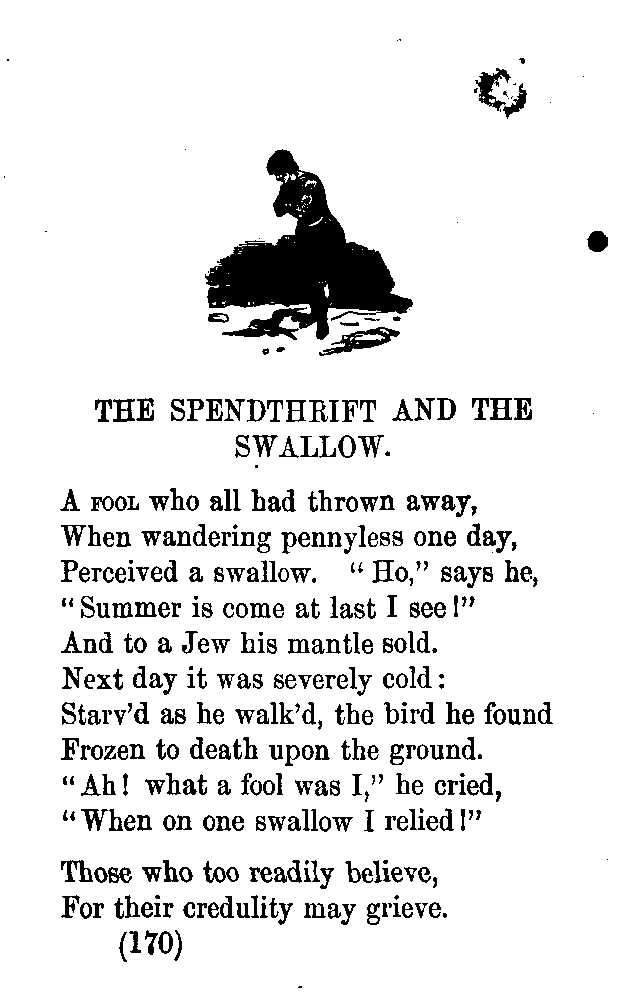 THE SPENDTHRIFT AND THE
SWALLOW.
A FOOL who all had thrown away,
When wandering pennyless one day,
Perceived a swallow. "Ho," says he,
"Summer is come at last I see!"
And to a Jew his mantle sold.
Next day it was severely cold:
Starv'd as he walk'd, the bird he found
Frozen to death upon the ground.
"Ah! what a fool was I," he cried,
"When on one swallow I relied!"
Those who too readily believe,
For their credulity may grieve.
(170)